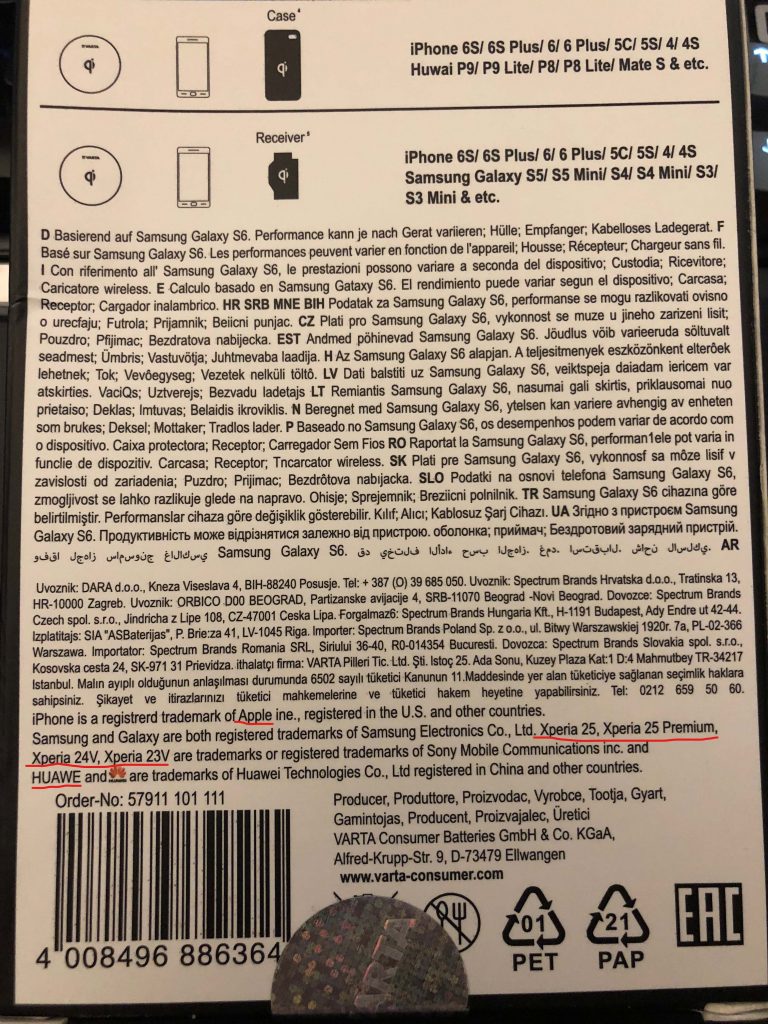 Case⁴
VARTA
qi
qi
iPhone 6S/ 6S Plus/ 6/ 6 Plus/ 5C/ 5S/ 4/ 4S
Huwai P9/ P9 Lite/ P8/ P8 Lite/ Mate S & etc.
Receiver⁵
VARTA
qi
qi
iPhone 6S/ 6S Plus/ 6/ 6 Plus/ 5C/ 5S/ 4/ 4S
Samsung Galaxy S5/ S5 Mini/ S4/ S4 Mini/ S3/
S3 Mini & etc.
D Basierend auf Samsung Galaxy S6. Performance kann je nach Gerat variieren; Hülle; Empfanger; Kabelloses Ladegerat. F
Basé sur Samsung Galaxy S6. Les performances peuvent varier en fonction de l'appareil; Housse; Récepteur; Chargeur sans fil.
I Con riferimento all' Samsung Galaxy S6, le prestazioni possono variare a seconda del dispositivo; Custodia; Ricevitore;
Caricatore wireless. E Calculo basado en Samsung Gataxy S6. El rendimiento puede variar segun el dispositivo; Carcasa;
Receptor; Cargador inalambrico. HR SRB MNE BIH Podatak za Samsung Galaxy S6, performanse se mogu razlikovati ovisno
o urecfaju; Futrola; Prijamnik; Beiicni punjac. CZ Plati pro Samsung Galaxy S6, vykonnost se muze u jineho zarizeni lisit;
Pouzdro; Pfijimac; Bezdratova nabijecka. EST Andmed pöhinevad Samsung Galaxy S6. Jõudlus võib varieeruda sõltuvalt
seadmest; Ümbris; Vastuvõtja; Juhtmevaba laadija. H Az Samsung Galaxy S6 alapjan. A teljesitmenyek eszközönkent elterôek
lehetnek; Tok; Vevôegyseg; Vezetek nelküli töltô. LV Dati balstiti uz Samsung Galaxy S6, veiktspeja daiadam iericem var
atskirties. VaciQs; Uztverejs; Bezvadu ladetajs LT Remiantis Samsung Galaxy S6, nasumai gali skirtis, priklausomai nuo
prietaiso; Deklas; Imtuvas; Belaidis ikroviklis. N Beregnet med Samsung Galaxy S6, ytelsen kan variere avhengig av enheten
som brukes; Deksel; Mottaker; Tradlos lader. P Baseado no Samsung Galaxy S6, os desempenhos podem variar de acordo com
o dispositivo. Caixa protectora; Receptor; Carregador Sem Fios RO Raportat la Samsung Galaxy S6, performan1ele pot varia in
funclie de dispozitiv. Carcasa; Receptor; Tncarcator wireless. SK Plati pre Samsung Galaxy S6, vykonnosf sa môze lisif v
zavislosti od zariadenia; Puzdro; Prijimac; Bezdrôtova nabıjacka. SLO Podatki na osnovi telefona Samsung Galaxy S6,
zmogljivost se lahko razlikuje glede na napravo. Ohisje; Sprejemnik; Breziicni polnilnik. TR Samsung Galaxy S6 cihazına göre
belirtilmiştir. Performanslar cihaza göre değişiklik gösterebilir. Kılıf; Alıcı; Kablosuz Şarj Cihazı. UA Згідно з пристроєм Samsung
Galaxy S6. Продуктивність може відрізнятися залежно від пристрою. оболонка; приймач; Бездротовий зарядний пристрій.
Samsung Galaxy S6. AR
Uvoznik: DARA d.o.o., Kneza Viseslava 4, BIH-88240 Posusje. Tel: + 387 (O) 39 685 050. Uvoznik: Spectrum Brands Hrvatska d.o.o., Tratinska 13,
HR-10000 Zagreb. Uvoznik: ORBICO D00 BEOGRAD, Partizanske avijacije 4, SRB-11070 Beograd -Novi Beograd. Dovozce: Spectrum Brands
Czech spol. s r.o., Jindricha z Lipe 108, CZ-47001 Ceska Lipa. Forgalmaz6: Spectrum Brands Hungaria Kft., H-1191 Budapest, Ady Endre ut 42-44.
Izplatitajs: SIA "ASBaterijas", P. Brie:za 41, LV-1045 Riga. Importer: Spectrum Brands Poland Sp. z o.o., ul. Bitwy Warszawskiej 1920r. 7a, PL-02-366
Warszawa. Importator: Spectrum Brands Romania SRL, Siriului 36-40, R0-014354 Bucuresti. Dovozca: Spectrum Brands Slovakia spol. s r.o.,
Kosovska cesta 24, SK-971 31 Prievidza. ithalatçı firma: VARTA Pilleri Tic. Ltd. Şti. Istoç 25. Ada Sonu, Kuzey Plaza Kat:1 D:4 Mahmutbey TR-34217
Istanbul. Malın ayıplı olduğunun anlaşılması durumunda 6502 sayılı tüketici Kanunun 11.Maddesinde yer alan tüketiciye sağlanan seçimlik haklara
sahipsiniz. Şikayet ve itirazlarınızı tüketici mahkemelerine ve tüketici hakem heyetine yapabilirsiniz. Tel: 0212 659 50 60.
iPhone is a registrerd trademark of Apple ine., registered in the U.S. and other countries.
Samsung and Galaxy are both registered trademarks of Samsung Electronics Co., Ltd. Xperia 25, Xperia 25 Premium,
Xperia 24V, Xperia 23V are trademarks or registered trademarks of Sony Mobile Communications inc. and
HUAWE and are trademarks of Huawei Technologies Co., Ltd registered in China and other countries.
Order-No: 57911 101 111
4 008496 886364
Producer, Produttore, Proizvodac, Vyrobce, Tootja, Gyart,
Gamintojas, Producent, Proizvajalec, Üretici
VARTA Consumer Batteries GmbH & Co. KGaA,
Alfred-Krupp-Str. 9, D-73479 Ellwangen
www.varta-consumer.com
VARTA
01
PET
21
PAP
EAC